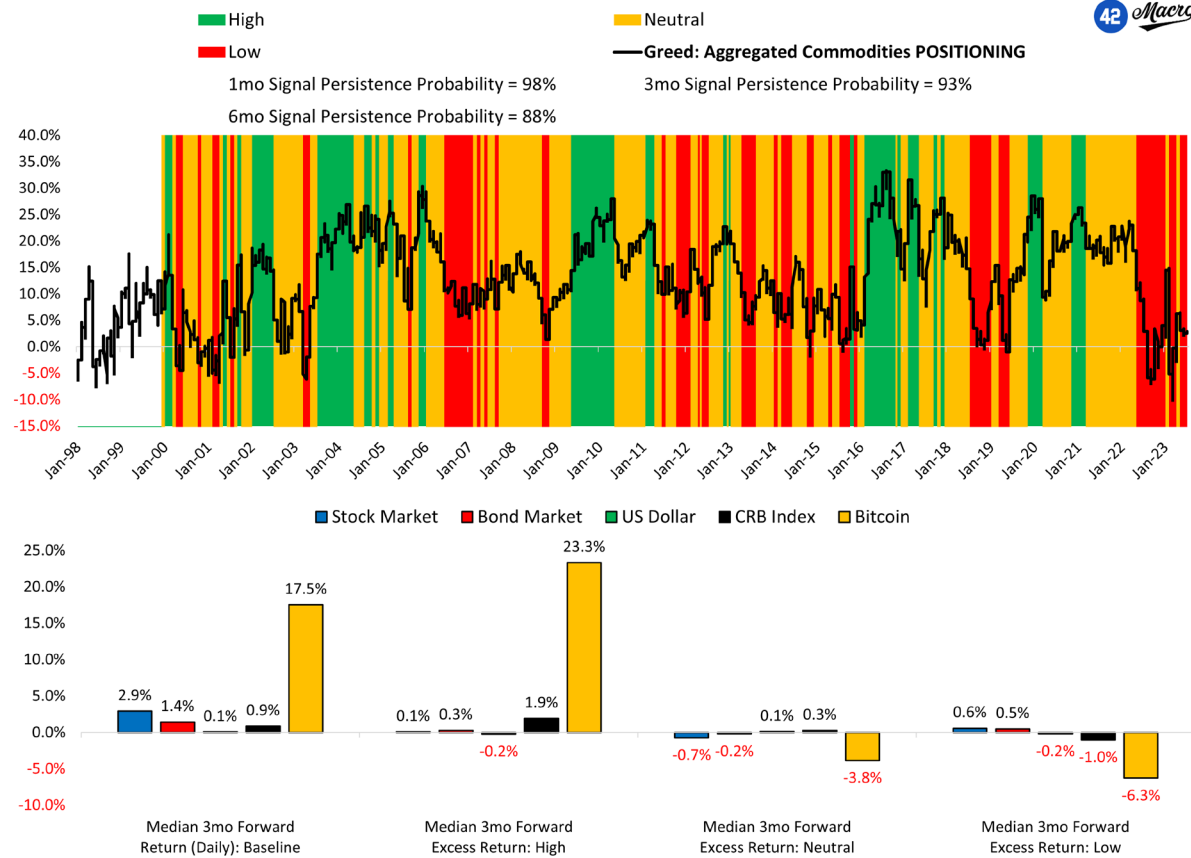 High
Neutral
42 Macro
Low
Greed: Aggregated Commodities POSITIONING
1mo Signal Persistence Probability = 98%
3mo Signal Persistence Probability = 93%
6mo Signal Persistence Probability = 88%
40.0%
35.0%
30.0%
25.0%
20.0%
15.0%
10.0%
5.0%
0.0%
-5.0%
-10.0%
-15.0%
Jan-98
Jan-99
Jan-00
Jan-01
Jan-02
Jan-03
Jan-04
Jan-05
Jan-06
Jan-07
Jan-08
Jan-09
Jan-10
Jan-11
Jan-12
Jan-13
Jan-14
Jan-15
Jan-16
Jan-17
Jan-18
Jan-19
Jan-20
Jan-21
Jan-22
Jan-23
Stock Market
Bond Market
US Dollar
CRB Index
Bitcoin
25.0%
20.0%
15.0%
10.0%
5.0%
0.0%
-5.0%
-10.0%
2.9%
1.4%
0.1%
0.9%
17.5%
0.1%
0.3%
-0.2%
1.9%
23.3%
-0.7%
-0.2%
0.1%
0.3%
-3.8%
0.6%
0.5%
-0.2%
-1.0%
-6.3%
Median 3mo Forward
Return (Daily): Baseline
Median 3mo Forward
Excess Return: High
Median 3mo Forward
Excess Return: Neutral
Median 3mo Forward
Excess Return: Low